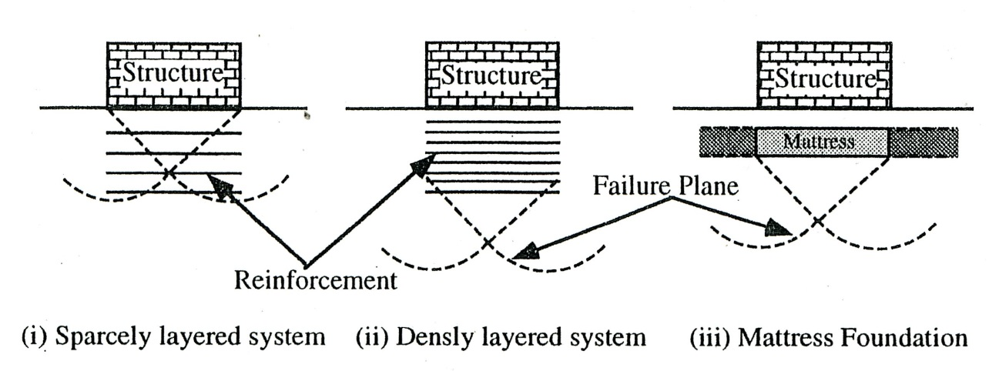 Structure
Structure
Structure
Mattress
Failure Plane
Reinforcement
(i) Sparcely layered system
(ii) Densly layered system
(iii) Mattress Foundation